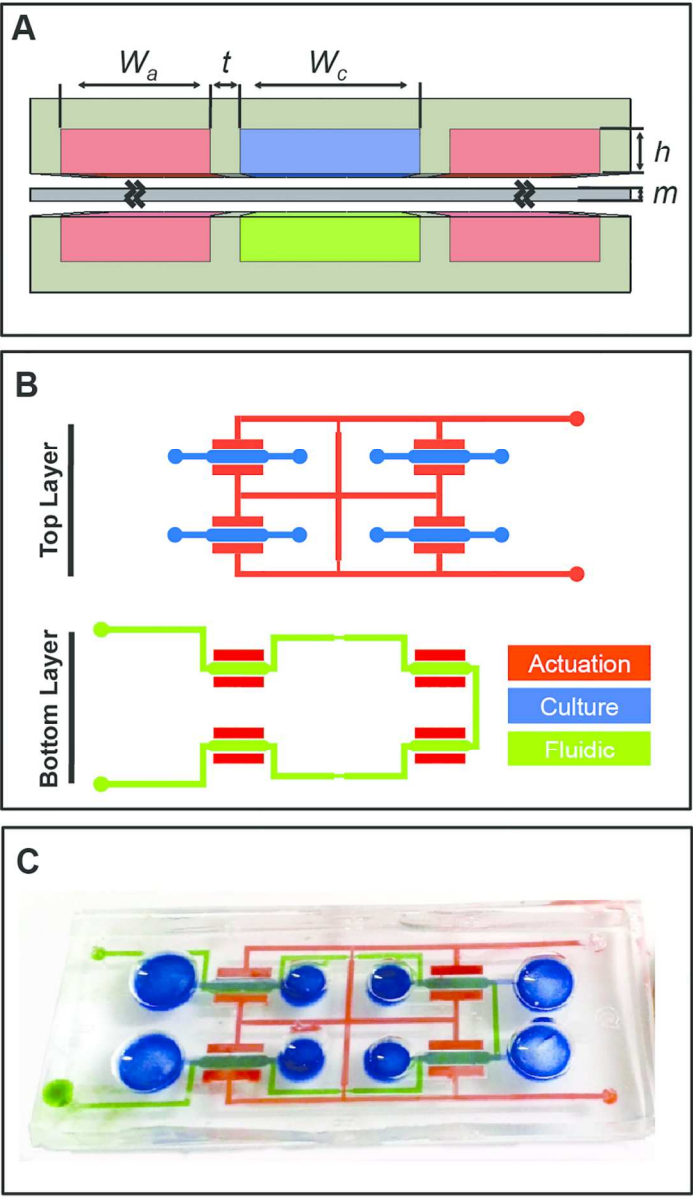 A
Wa
t
Wc
h
m
B
Top Layer
Bottom Layer
Actuation
Culture
Fluidic
C